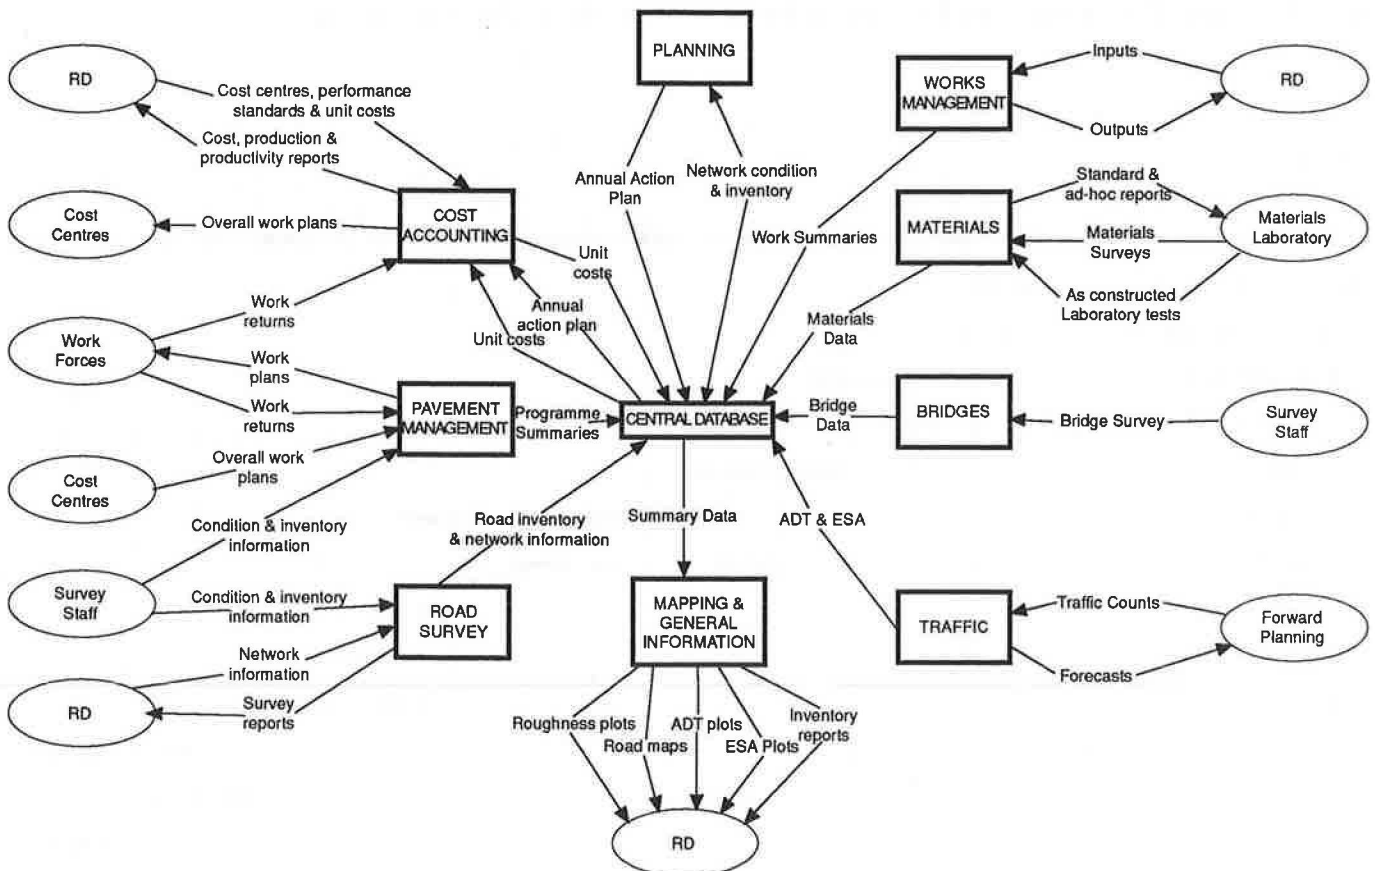 PLANNING
RD
Cost centres, performance
standards & unit costs
Cost, production &
productivity reports
Inputs
WORKS
MANAGEMENT
RD
Outputs
Annual Action
Plan
Network condition
& inventory
Cost
Centres
Overall work plans
COST
ACCOUNTING
Unit
costs
Work Summaries
MATERIALS
Standard &
ad-hoc reports
Materials
Surveys
Materials
Laboratory
As constructed
Laboratory tests
Work
returns
Annual
action plan
Unit costs
Materials
Data
Work
Forces
Work
plans
Work
returns
PAVEMENT
MANAGEMENT
Programme
Summaries
CENTRAL DATABASE
Bridge
Data
BRIDGES
Bridge Survey
Survey
Staff
Cost
Centres
Overall work
plans
Condition & inventory
information
Road inventory
& network information
Summary Data
ADT & ESA
Survey
Staff
Condition & inventory
information
ROAD
SURVEY
MAPPING &
GENERAL
INFORMATION
TRAFFIC
Traffic Counts
Forward
Planning
Forecasts
Network
information
RD
Survey
reports
Roughness plots
Road maps
ADT plots
ESA Plots
Inventory
reports
RD